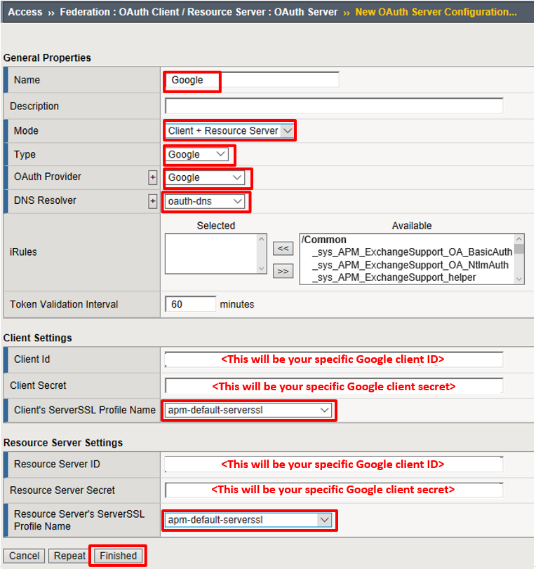 Access ›› Federation : OAuth Client / Resource Server : OAuth Server ›› New OAuth Server Configuration...
General Properties
Name Google
Description
Mode Client + Resource Server
Type Google
OAuth Provider + Google
DNS Resolver + oauth-dns
Selected Available
iRules << >> /Common
_sys_APM_ExchangeSupport_OA_BasicAuth
_sys_APM_ExchangeSupport_OA_NtlmAuth
_sys_APM_ExchangeSupport_helper
Token Validation Interval 60 minutes
Client Settings
Client Id <This will be your specific Google client ID>
Client Secret <This will be your specific Google client secret>
Client's ServerSSL Profile Name apm-default-serverssl
Resource Server Settings
Resource Server ID <This will be your specific Google client ID>
Resource Server Secret <This will be your specific Google client secret>
Resource Server's ServerSSL
Profile Name apm-default-serverssl
Cancel Repeat Finished